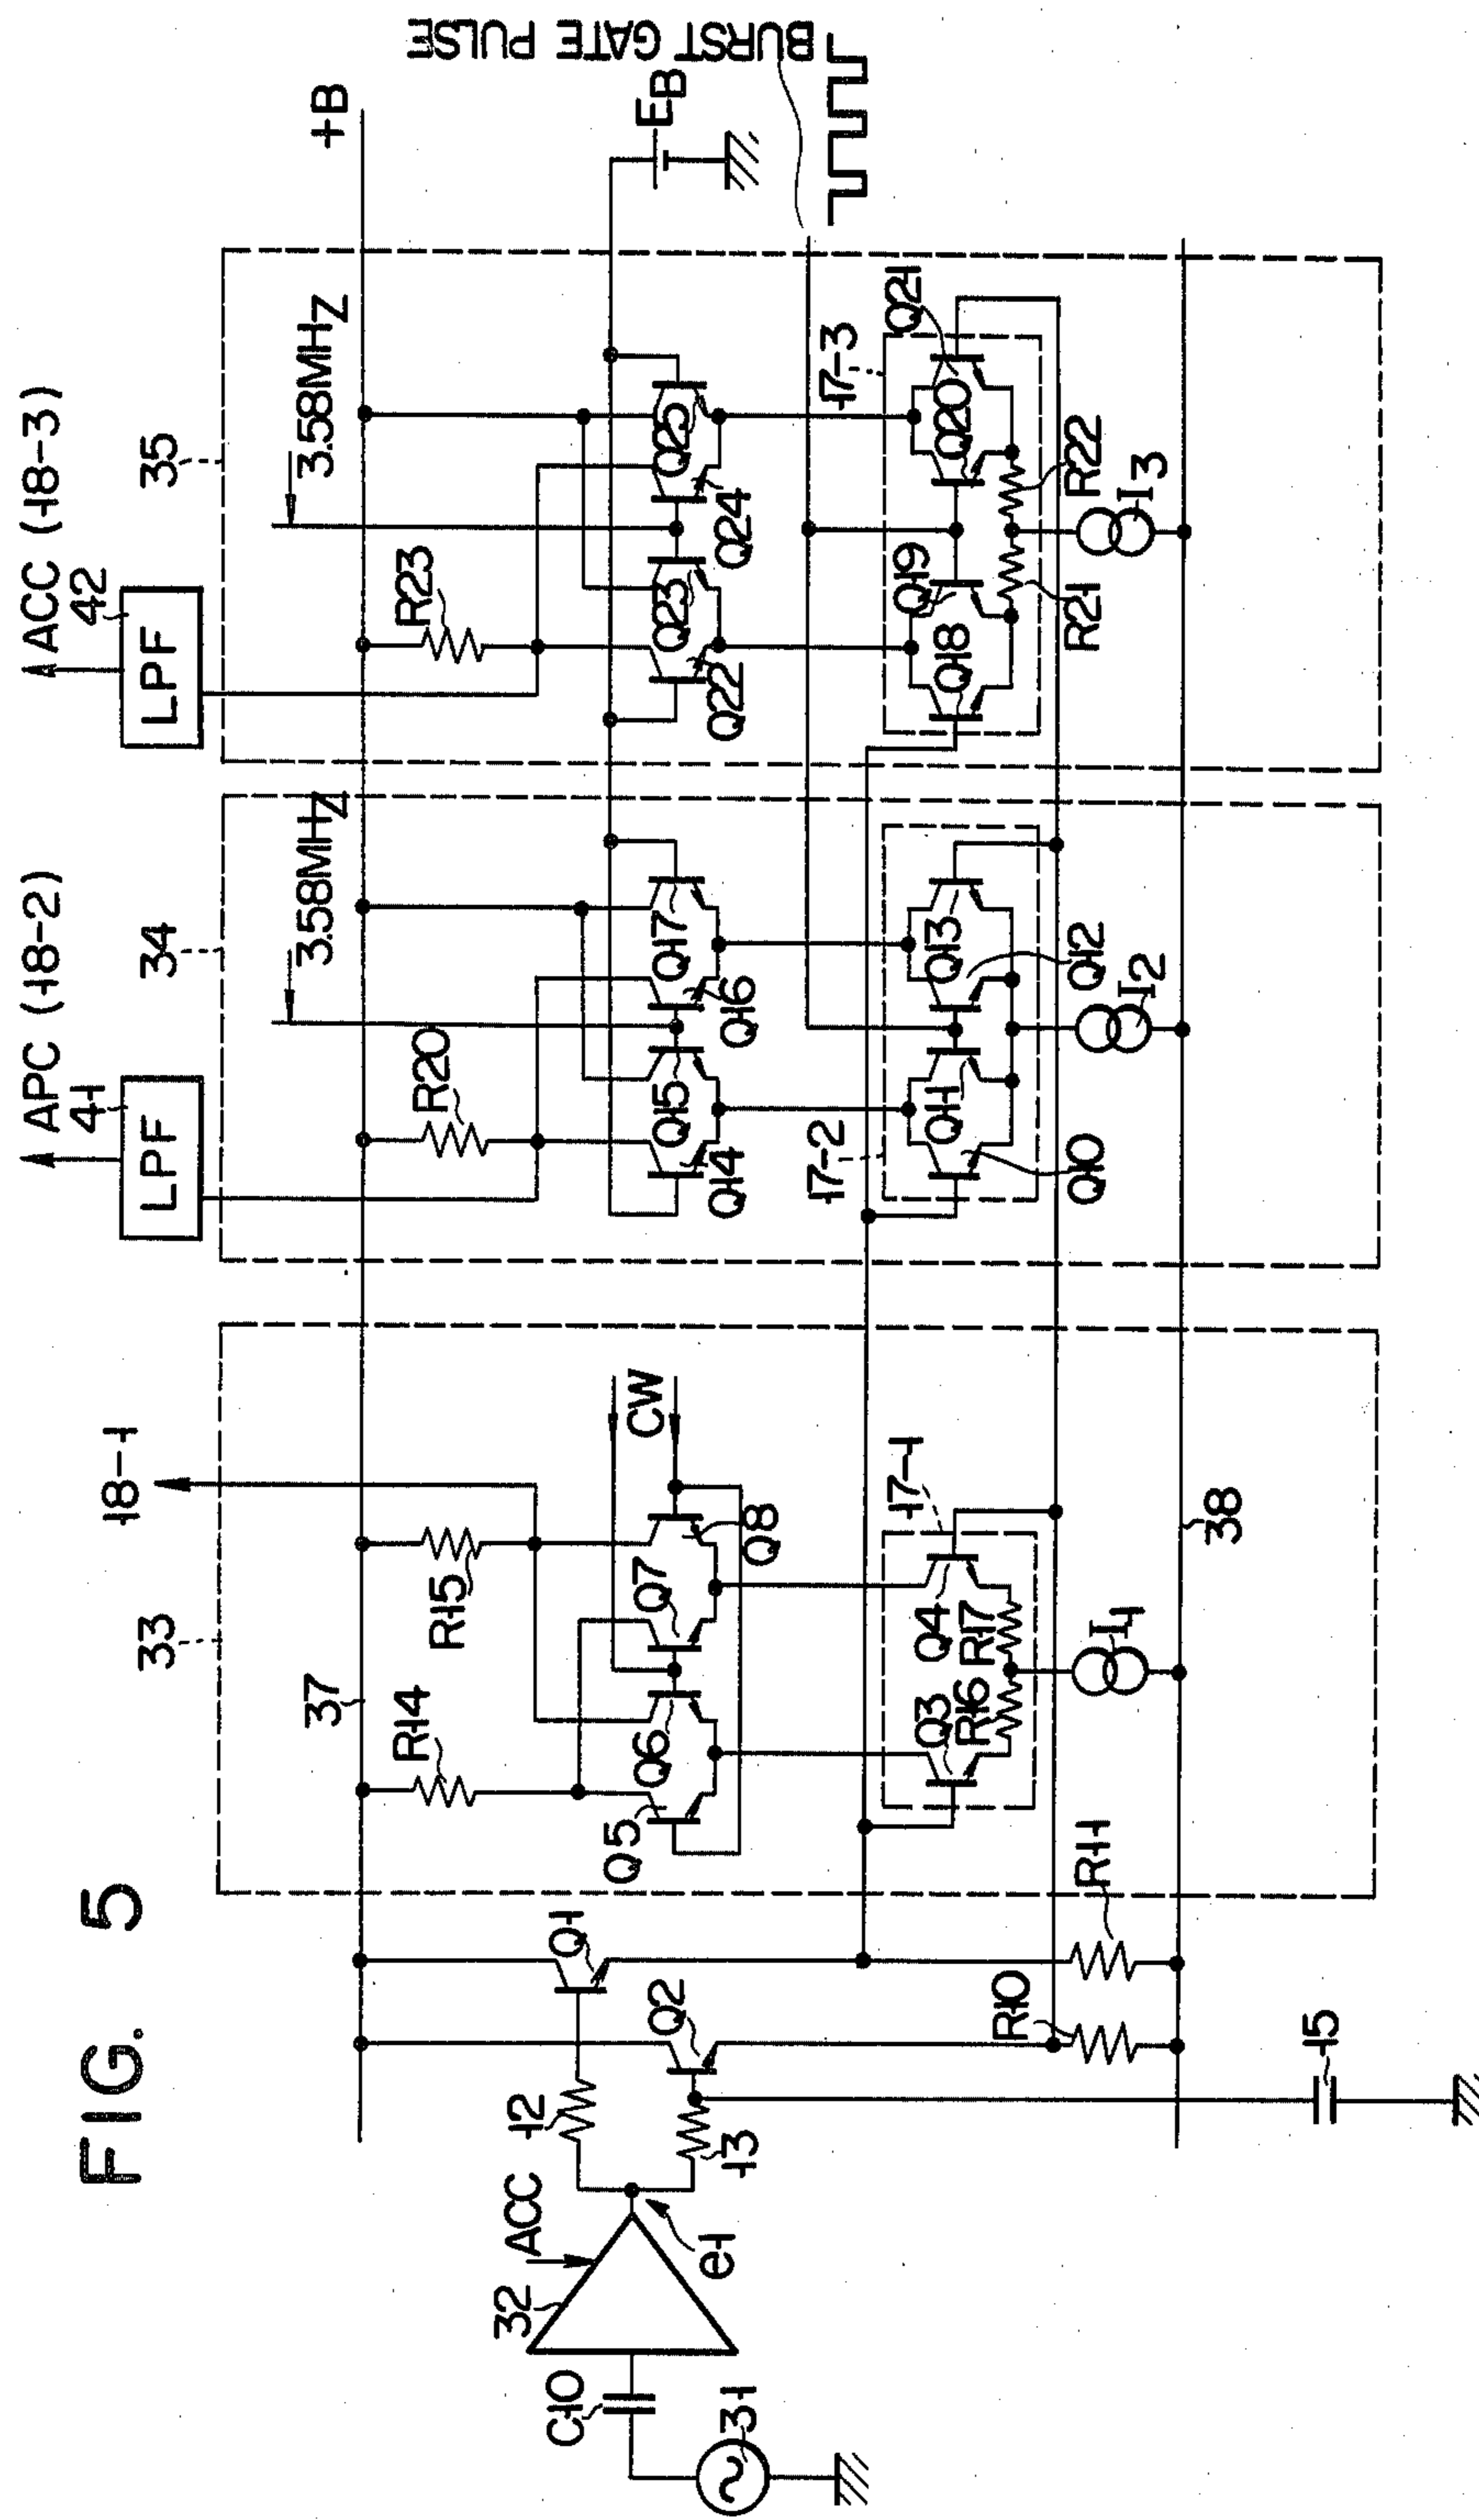 FIG. 5
ACC (18-3)
42
LPF
35
3.58MHz
+B
R23
APC (18-2)
41
LPF
34
3.58MHz
R20
18-1
33
37
R14
R15
BURST GATE PULSE
EB
Q22
Q23
Q24
Q25
Q14
Q15
Q16
Q17
CW
Q5
Q6
Q7
Q8
17-3
Q18
Q19
Q20
Q21
R21
R22
I3
17-2
Q10
Q11
Q12
Q13
I2
17-1
Q3
Q4
R16
R17
I1
38
Q1
Q2
R10
R11
12
13
15
ACC
32
e1
C10
31